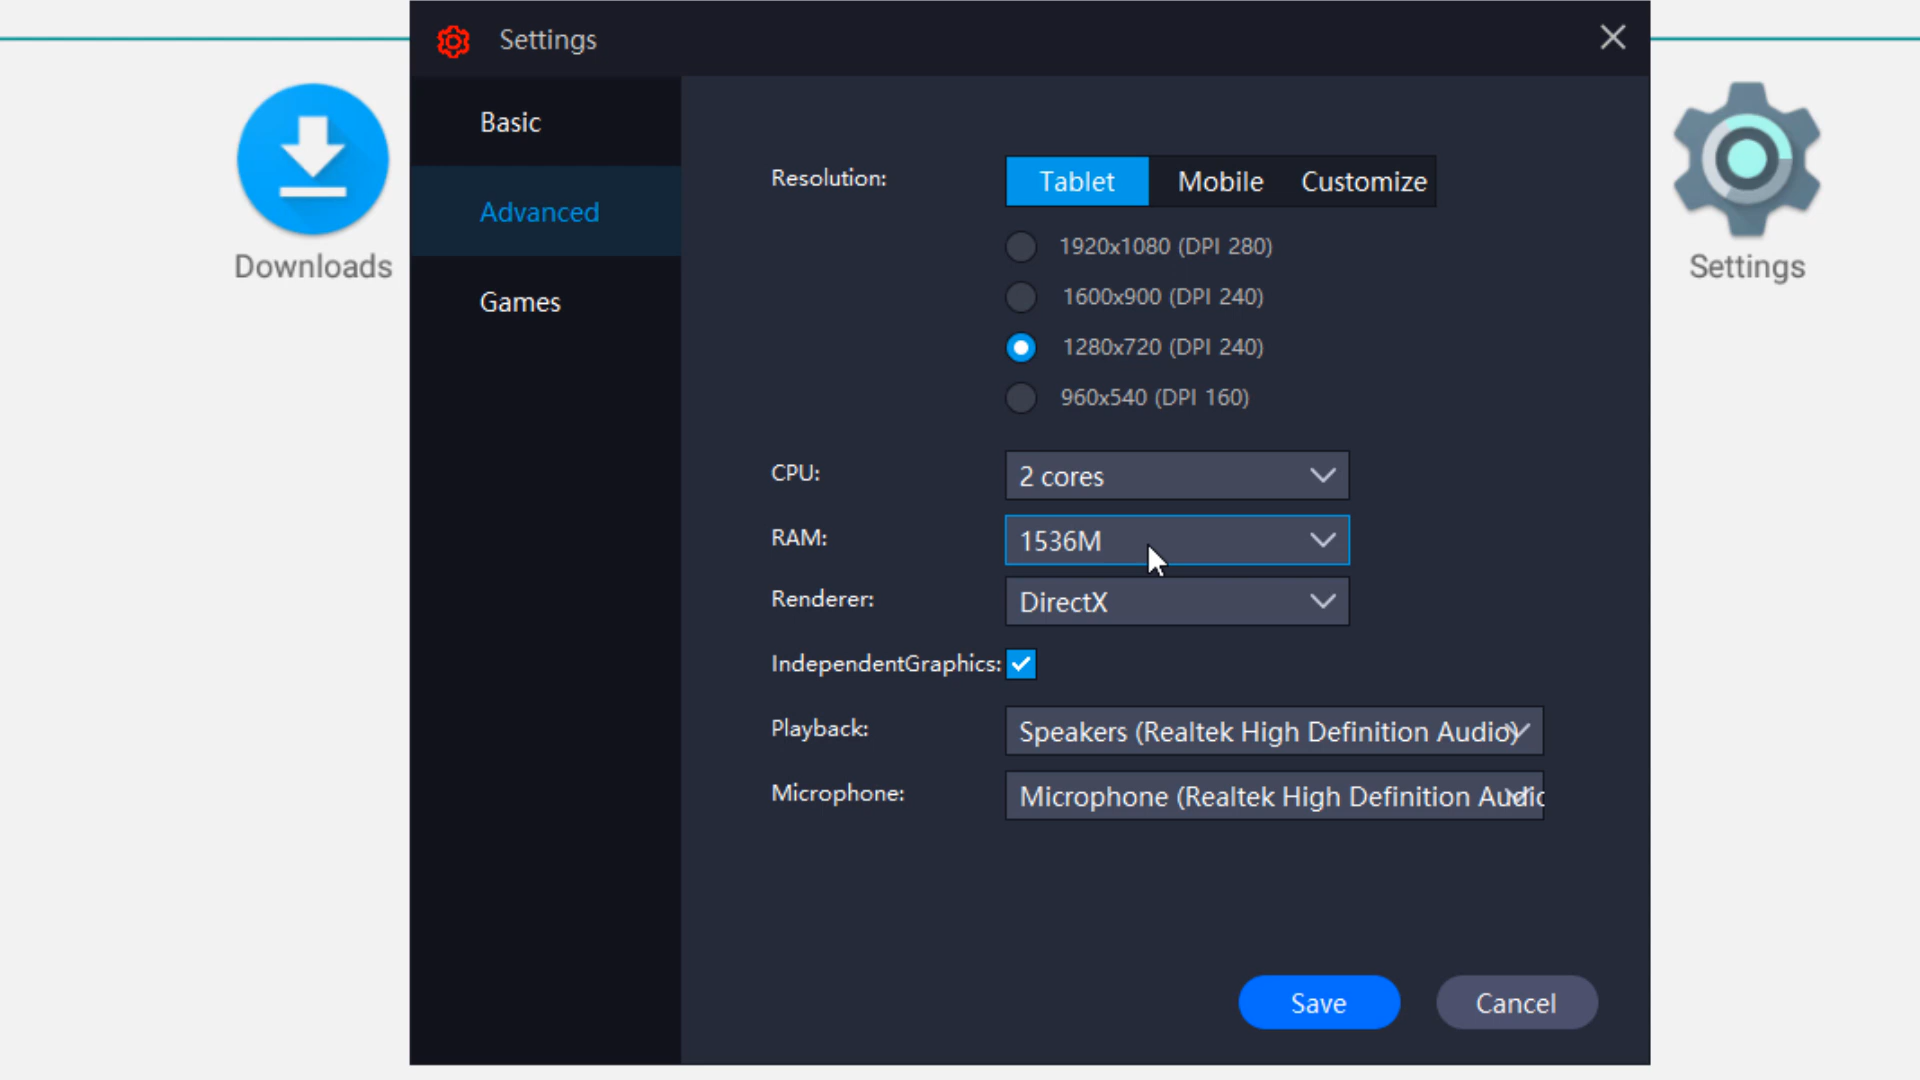 Settings
Basic
Advanced
Games
Downloads
Settings
Resolution:
Tablet Mobile Customize
1920x1080 (DPI 280)
1600x900 (DPI 240)
1280x720 (DPI 240)
960x540 (DPI 160)
CPU: 2 cores
RAM: 1536M
Renderer: DirectX
IndependentGraphics:
Playback: Speakers (Realtek High Definition Audio)
Microphone: Microphone (Realtek High Definition Audic
Save Cancel